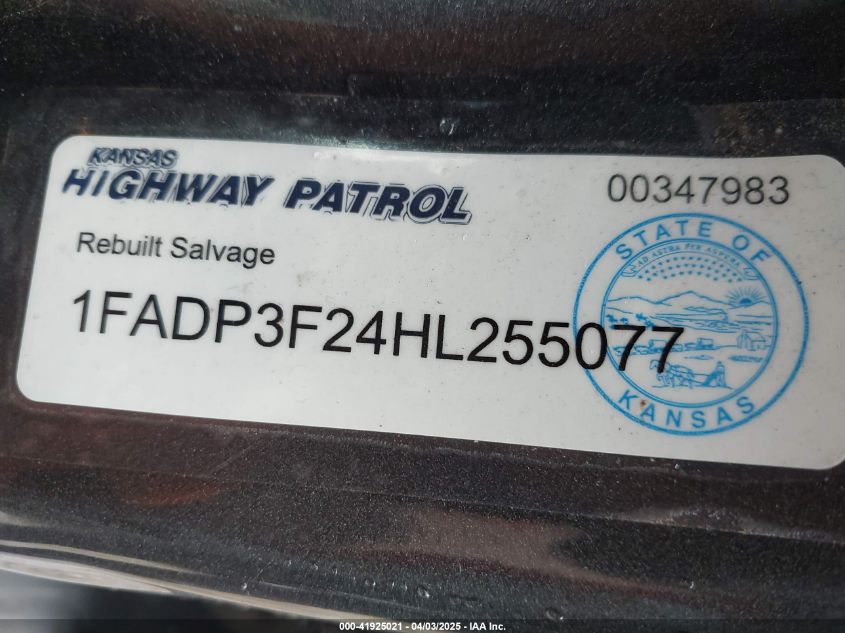 KANSAS
HIGHWAY PATROL
00347983
Rebuilt Salvage
1FADP3F24HL255077
STATE OF
AD ASTRA PER ASPERA
KANSAS
000-41925021 - 04/03/2025 - IAA Inc.